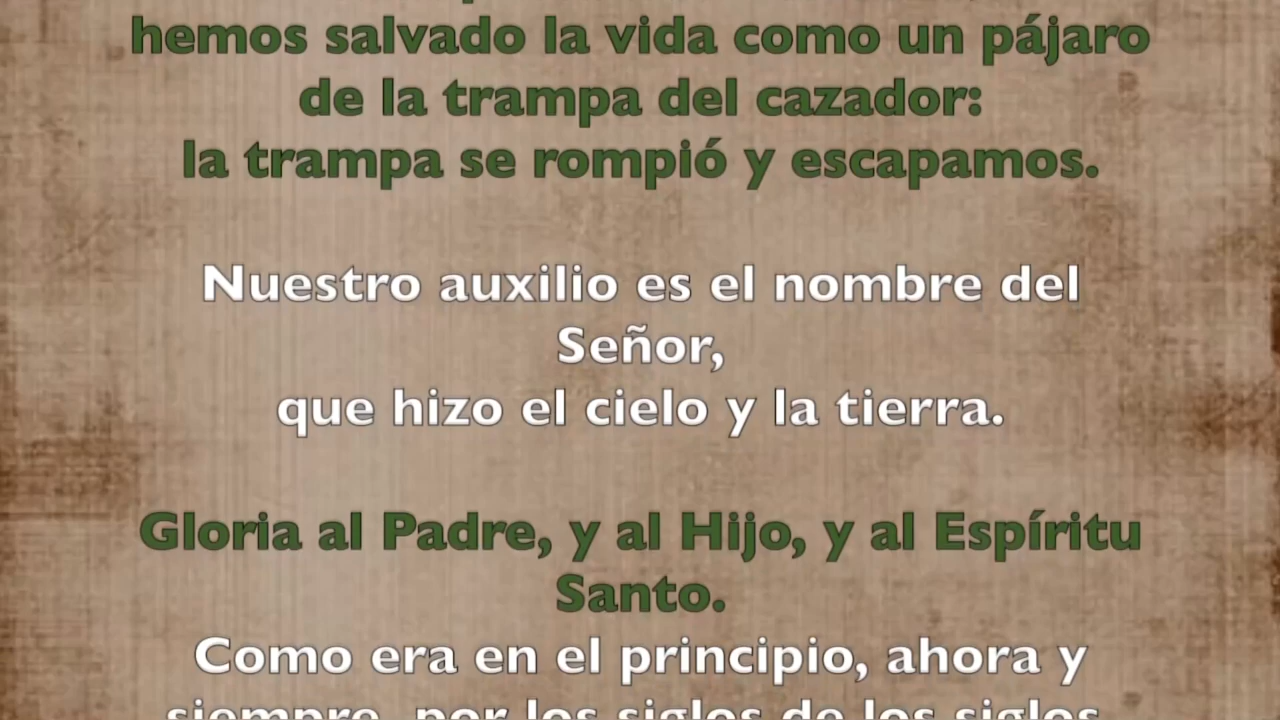 hemos salvado la vida como un pájaro
de la trampa del cazador:
la trampa se rompió y escapamos.
Nuestro auxilio es el nombre del
Señor,
que hizo el cielo y la tierra.
Gloria al Padre, y al Hijo, y al Espíritu
Santo.
Como era en el principio, ahora y
siempre, por los siglos de los siglos.